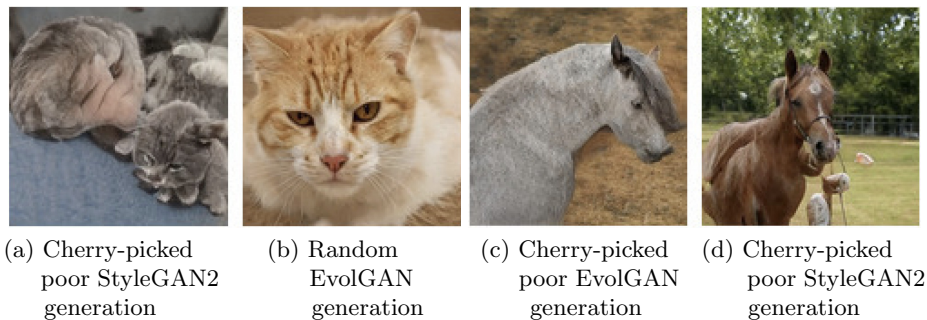 (a) Cherry-picked
poor StyleGAN2
generation
(b) Random
EvolGAN
generation
(c) Cherry-picked
poor EvolGAN
generation
(d) Cherry-picked
poor StyleGAN2
generation